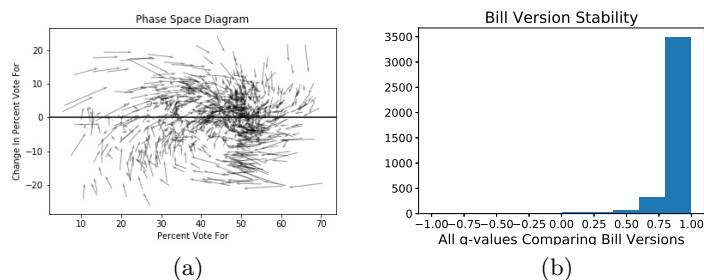 Phase Space Diagram
Change In Percent Vote For
20
10
0
−10
−20
10 20 30 40 50 60 70
Percent Vote For
(a)
Bill Version Stability
3500
3000
2500
2000
1500
1000
500
0
−1.00−0.75−0.50−0.25 0.00 0.25 0.50 0.75 1.00
All q-values Comparing Bill Versions
(b)